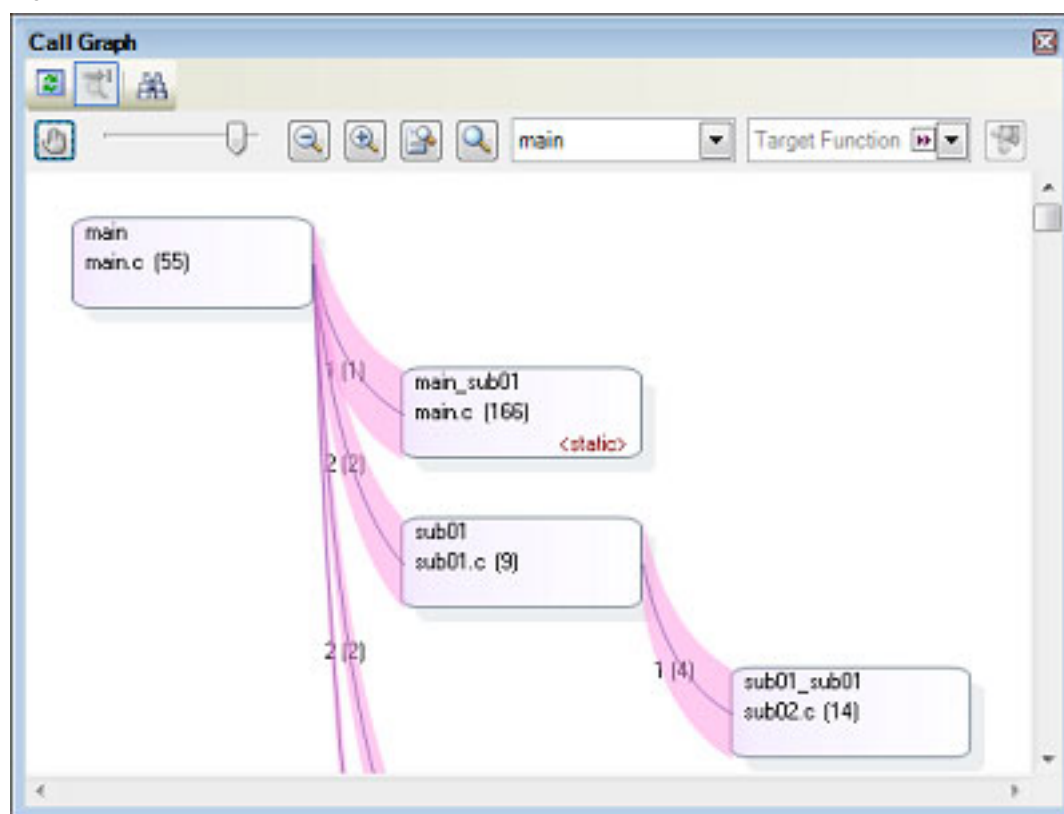 Call Graph
main
Target Function
main
main.c (55)
1 (1)
main_sub01
main.c (166)
<static>
2 (2)
sub01
sub01.c (9)
2 (2)
1 (4)
sub01_sub01
sub02.c (14)